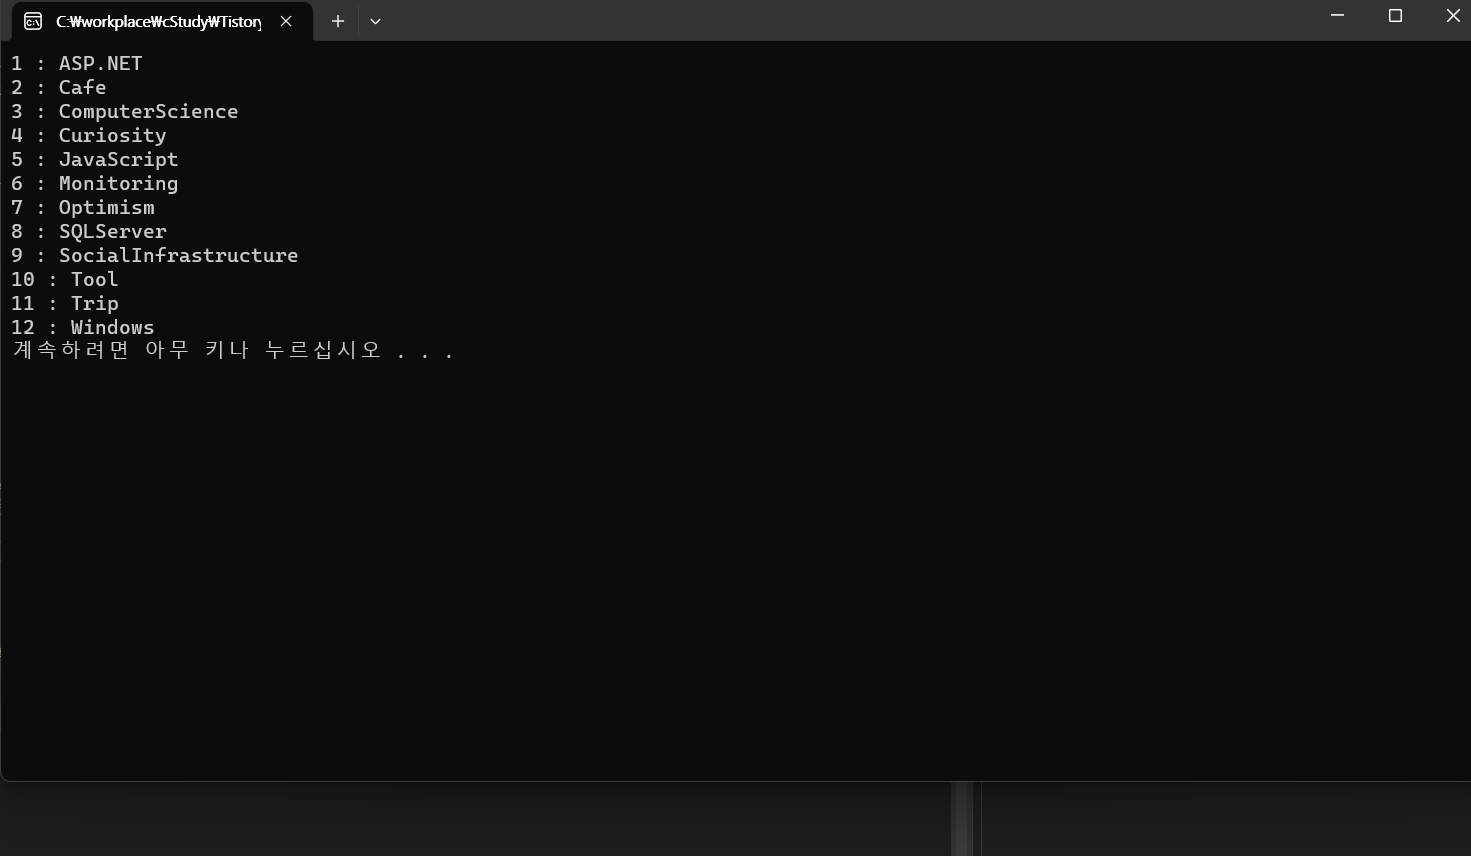 C:₩workplace₩cStudy₩Tistory
1 : ASP.NET
2 : Cafe
3 : ComputerScience
4 : Curiosity
5 : JavaScript
6 : Monitoring
7 : Optimism
8 : SQLServer
9 : SocialInfrastructure
10 : Tool
11 : Trip
12 : Windows
계속하려면 아무 키나 누르십시오 . . .